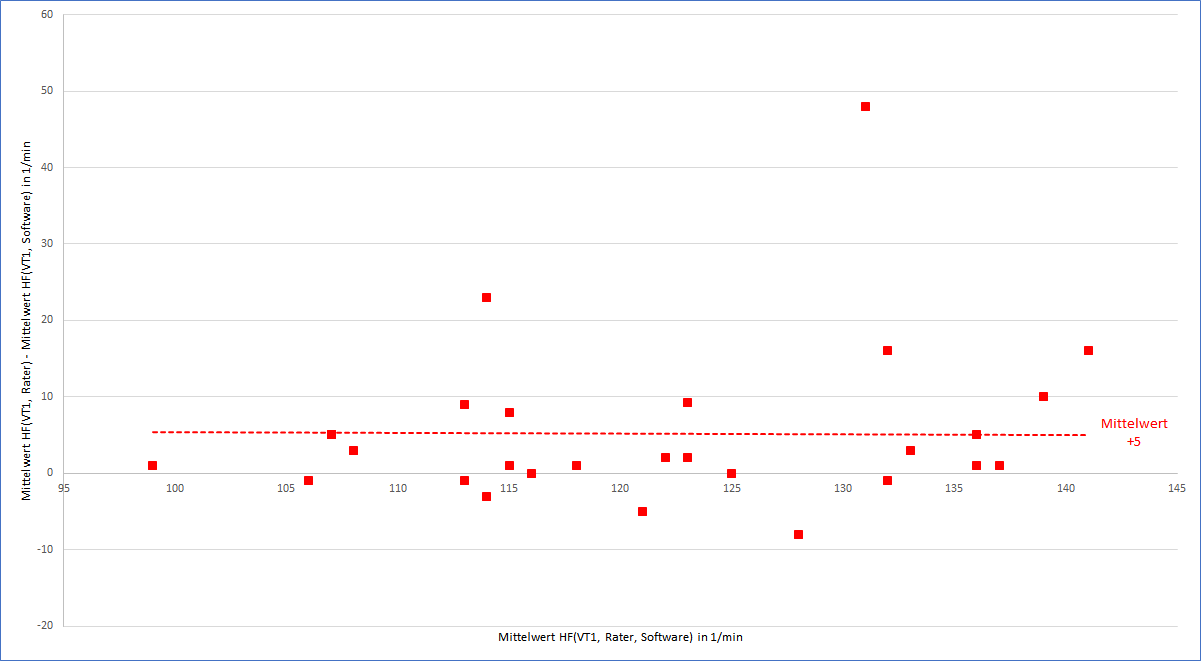 60
50
40
30
20
10
0
-10
-20
Mittelwert HF(VT1, Rater) - Mittelwert HF(VT1, Software) in 1/min
95 100 105 110 115 120 125 130 135 140 145
Mittelwert
+5
Mittelwert HF(VT1, Rater, Software) in 1/min